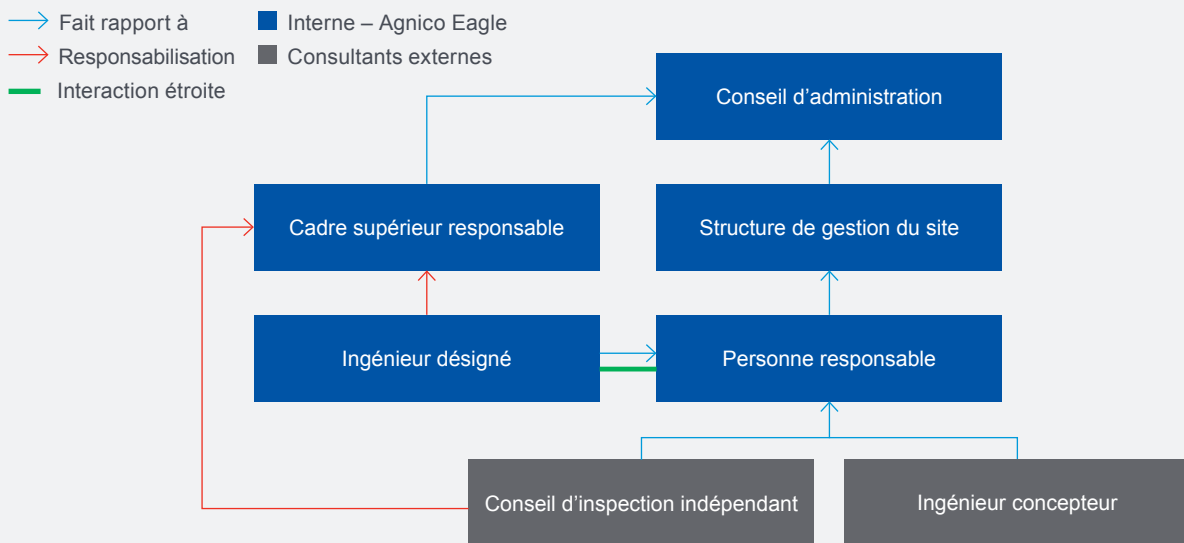 Fait rapport à
Interne – Agnico Eagle
Responsabilisation
Consultants externes
Interaction étroite
Conseil d’administration
Cadre supérieur responsable
Structure de gestion du site
Ingénieur désigné
Personne responsable
Conseil d’inspection indépendant
Ingénieur concepteur